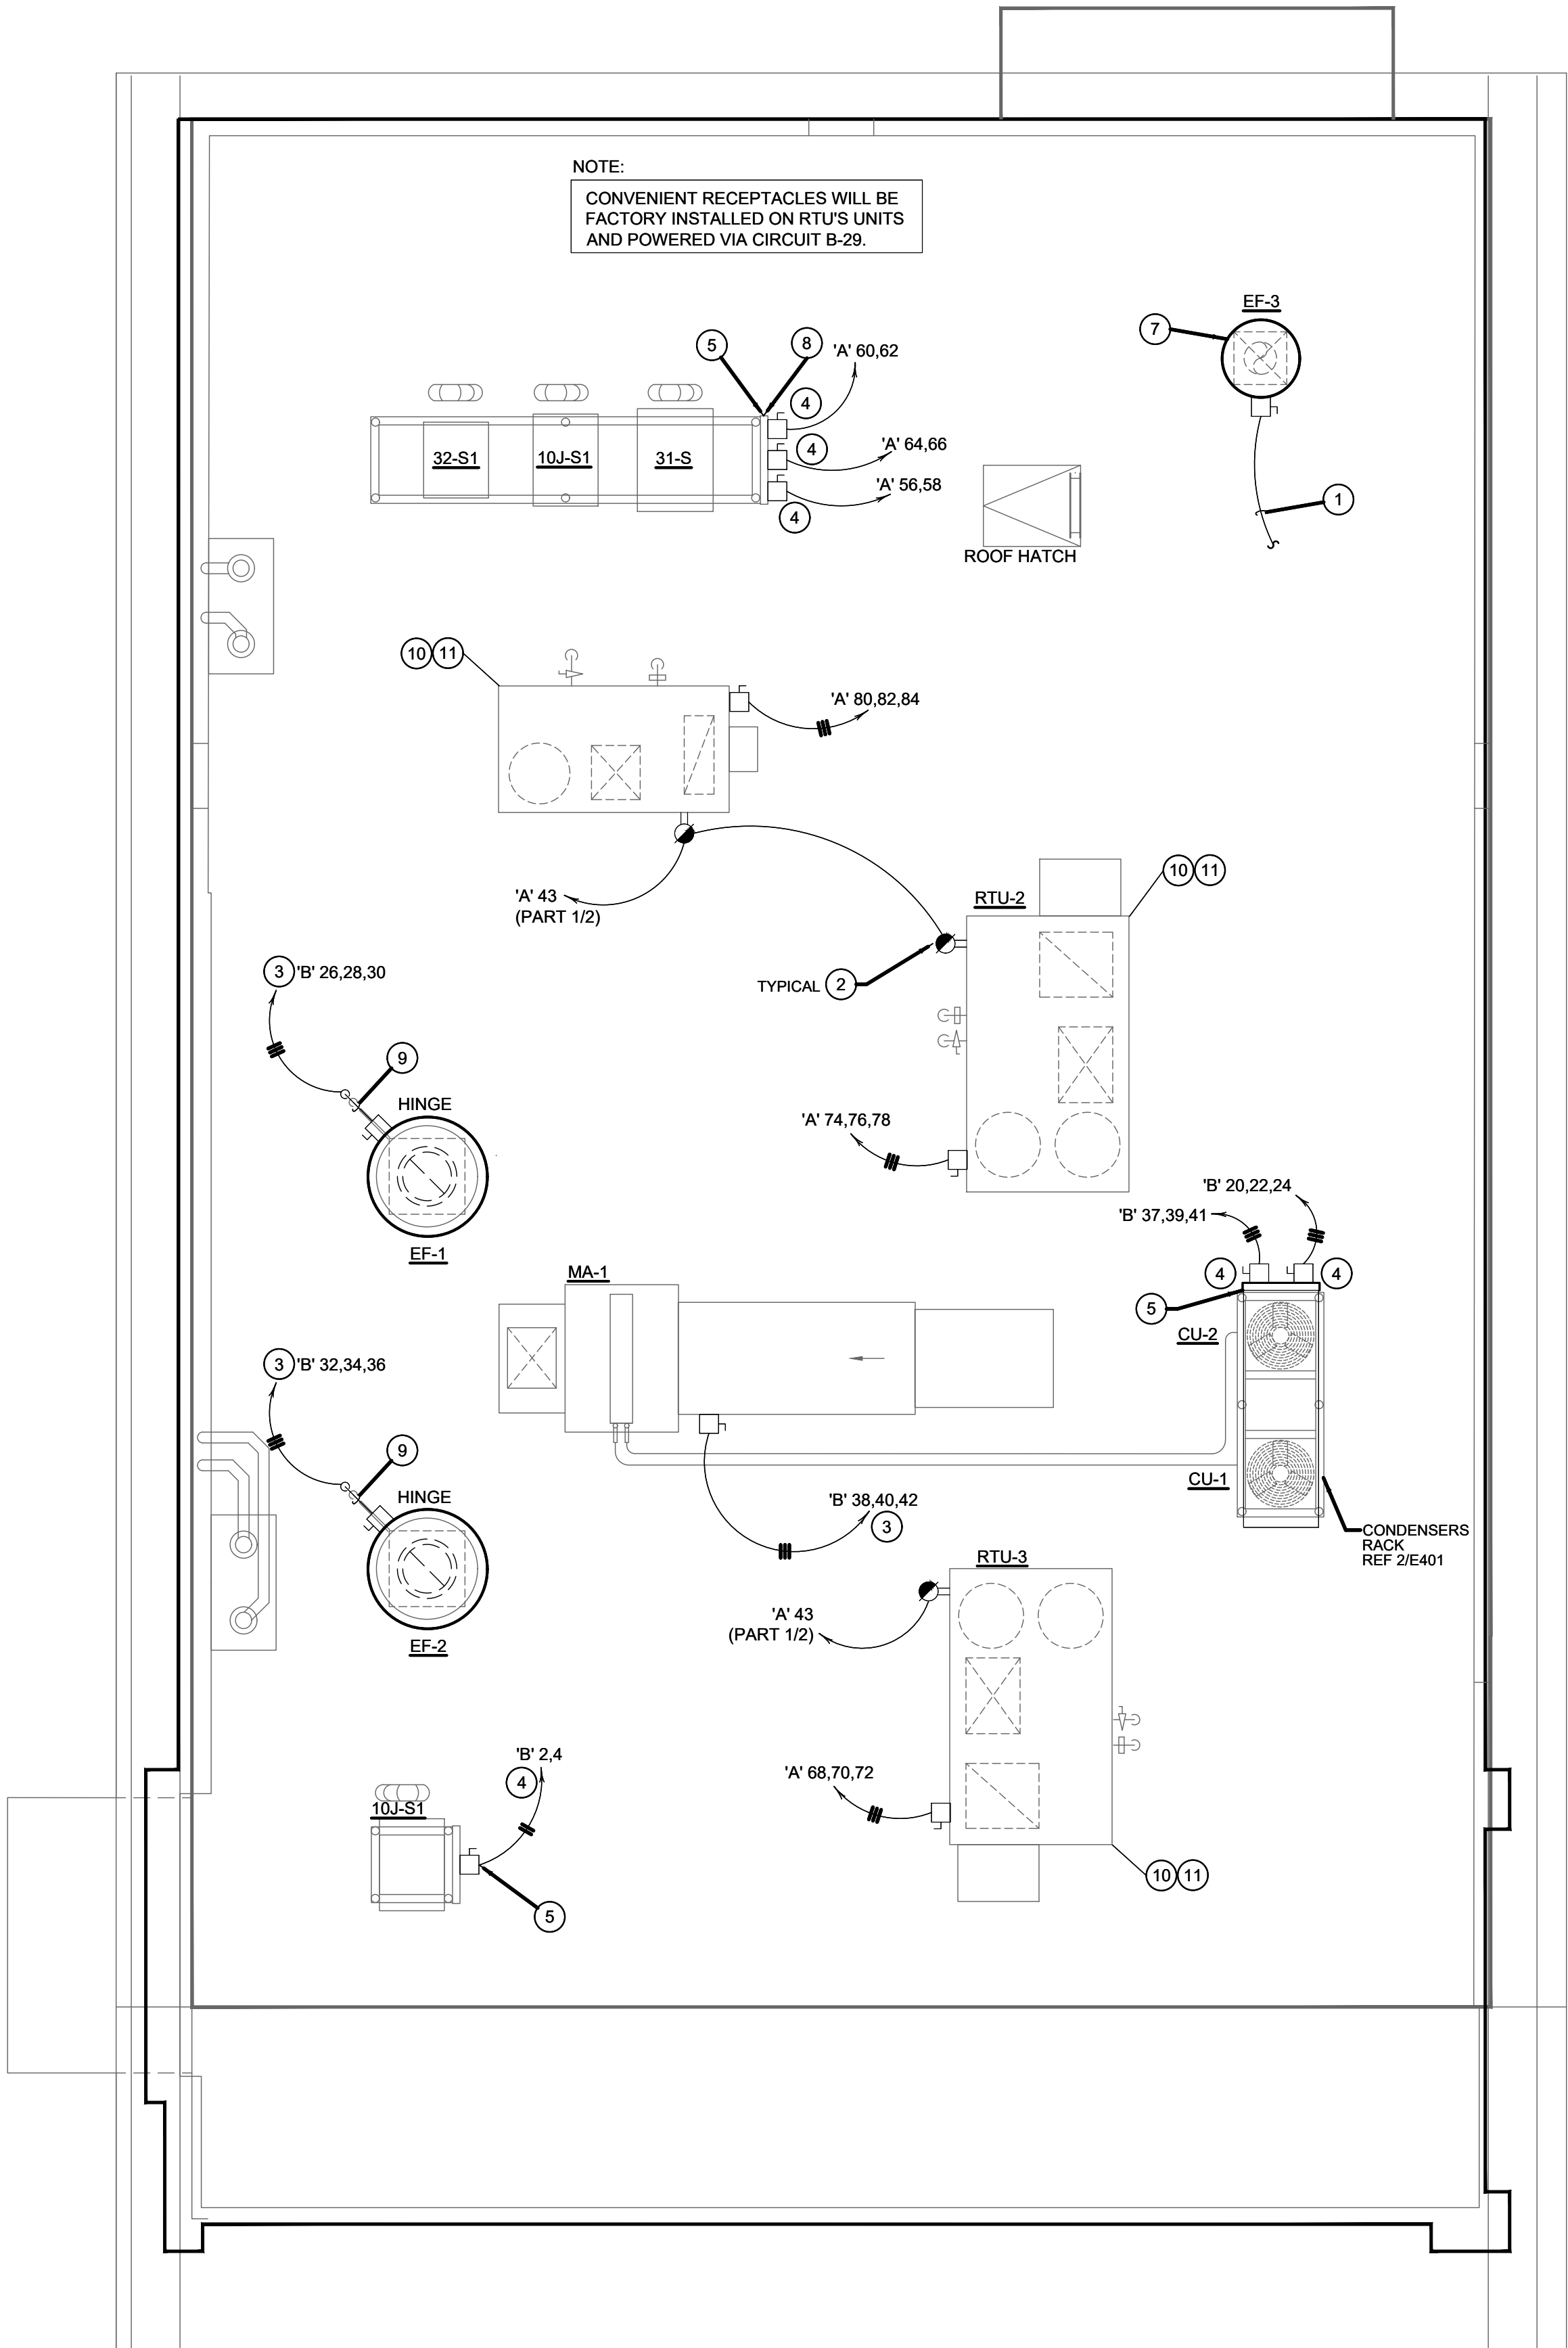 NOTE:
CONVENIENT RECEPTACLES WILL BE
FACTORY INSTALLED ON RTU'S UNITS
AND POWERED VIA CIRCUIT B-29.
EF-3
7
5
8
'A' 60,62
4
4
'A' 64,66
32-S1
10J-S1
31-S
'A' 56,58
4
1
ROOF HATCH
10
11
'A' 80,82,84
'A' 43
(PART 1/2)
10
11
RTU-2
TYPICAL
2
3
'B' 26,28,30
9
HINGE
EF-1
'A' 74,76,78
'B' 20,22,24
'B' 37,39,41
4
4
MA-1
5
CU-2
3
'B' 32,34,36
9
HINGE
EF-2
CU-1
'B' 38,40,42
3
CONDENSERS
RACK
REF 2/E401
RTU-3
'A' 43
(PART 1/2)
'B' 2,4
4
10J-S1
'A' 68,70,72
10
11
5